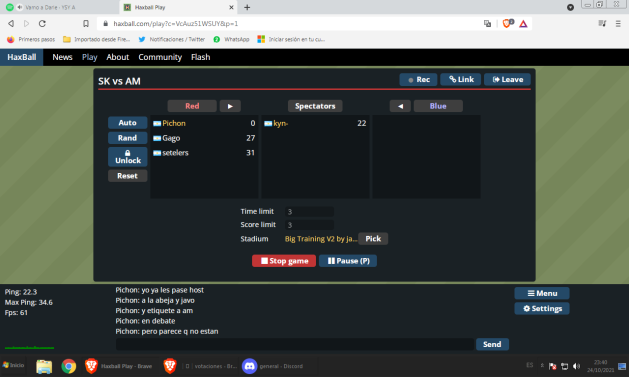 Vamo a Dane - YSY A
Haxball Play
haxball.com/play?c=VcAuzS1WSUY&p=1
Primeros pasos
Importado desde Fire...
Notificaciones / Twitter
WhatsApp
Iniciar sesión en tu cu...
HaxBall News Play About Community Flash
SK vs AM
Rec
Link
Leave
Red
Spectators
Blue
Auto
Rand
Unlock
Reset
Pichon 0
Gago 27
setelers 31
kyn- 22
Time limit 3
Score limit 3
Stadium Big Training V2 by ja... Pick
Stop game
Pause (P)
Ping: 22.3
Max Ping: 34.6
Fps: 61
Pichon: yo ya les pase host
Pichon: a la abeja y javo
Pichon: y etiquete a am
Pichon: en debate
Pichon: pero parece q no estan
Send
Menu
Settings
Inicio
Haxball Play - Brave
votaciones - Br...
general - Discord
23:40
24/10/2021